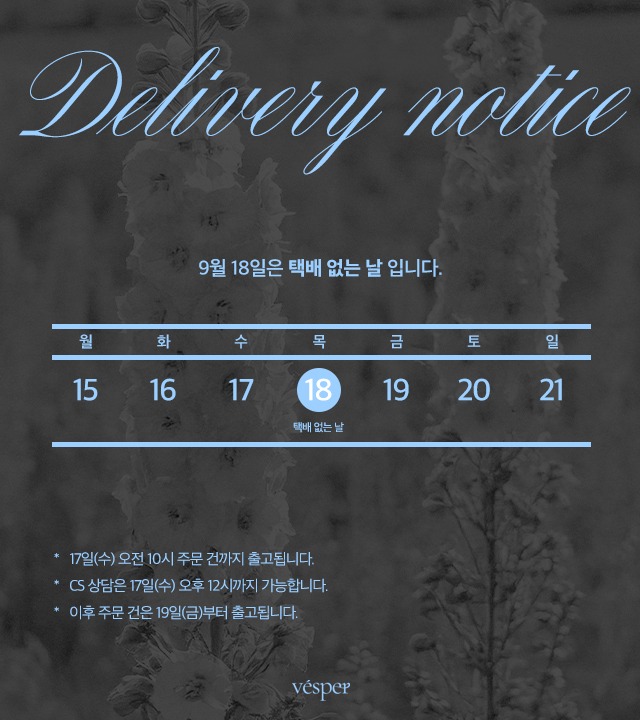 Delivery notice
9월 18일은 택배 없는 날 입니다.
월 화 수 목 금 토 일
15 16 17 18 19 20 21
택배 없는 날
* 17일(수) 오전 10시 주문 건까지 출고됩니다.
* CS 상담은 17일(수) 오후 12시까지 가능합니다.
* 이후 주문 건은 19일(금)부터 출고됩니다.
vésper